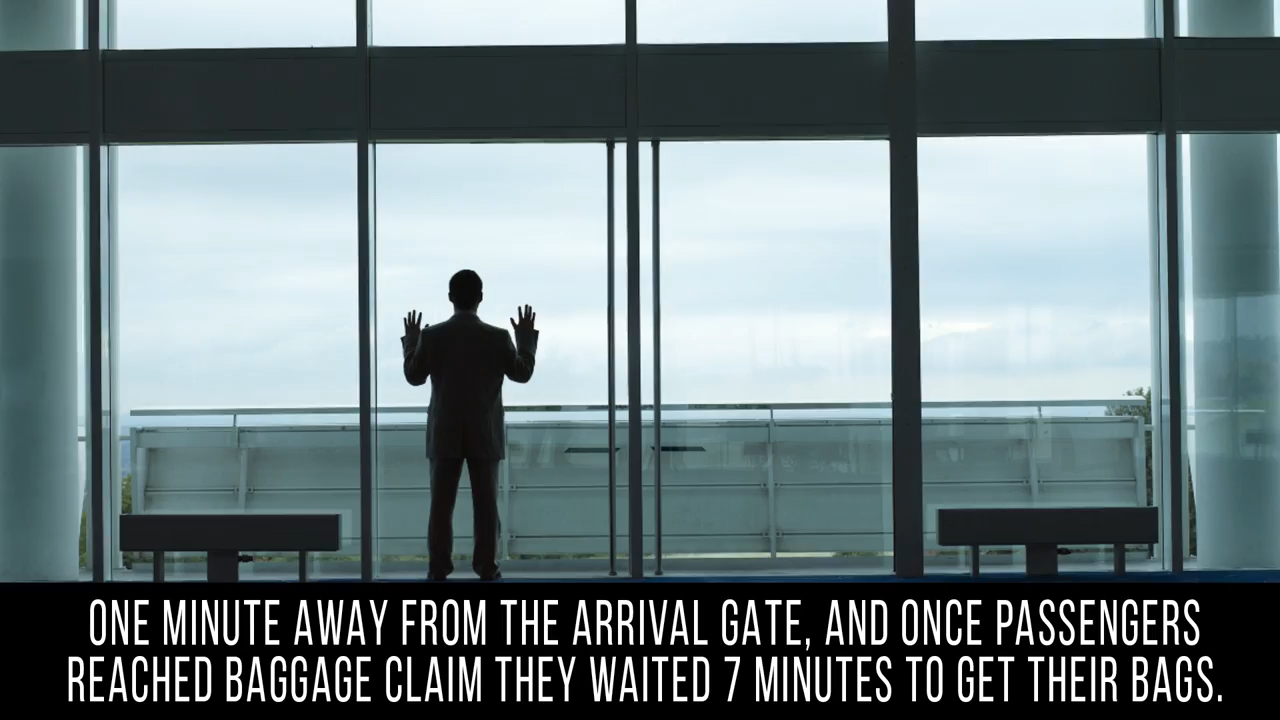 ONE MINUTE AWAY FROM THE ARRIVAL GATE, AND ONCE PASSENGERS
REACHED BAGGAGE CLAIM THEY WAITED 7 MINUTES TO GET THEIR BAGS.